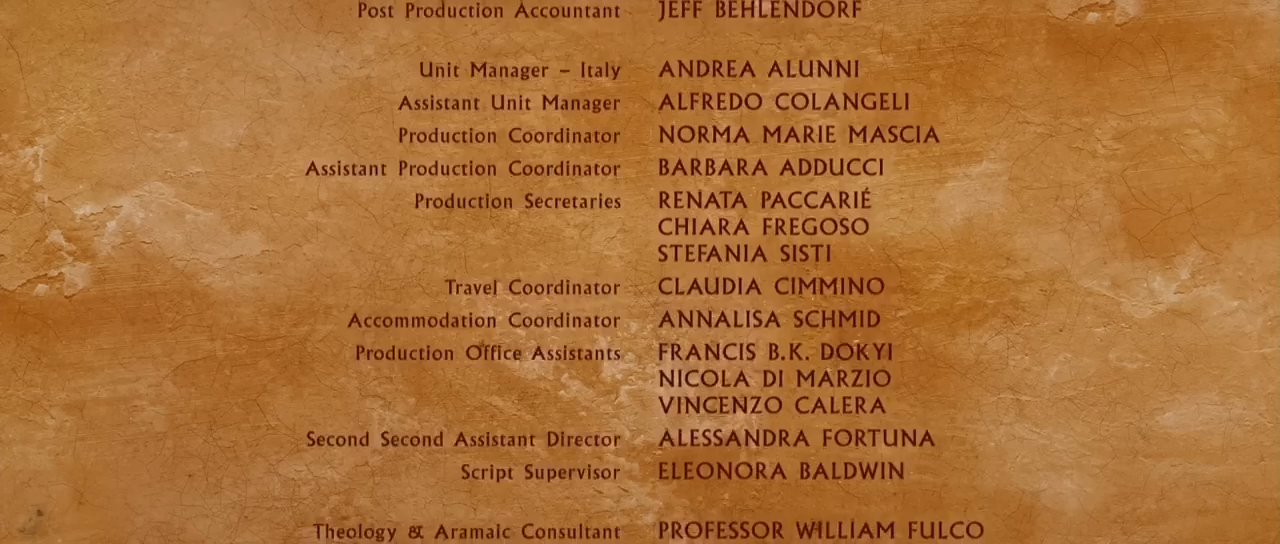 Post Production Accountant JEFF BEHLENDORF
Unit Manager – Italy ANDREA ALUNNI
Assistant Unit Manager ALFREDO COLANGELI
Production Coordinator NORMA MARIE MASCIA
Assistant Production Coordinator BARBARA ADDUCCI
Production Secretaries RENATA PACCARIÉ
CHIARA FREGOSO
STEFANIA SISTI
Travel Coordinator CLAUDIA CIMMINO
Accommodation Coordinator ANNALISA SCHMID
Production Office Assistants FRANCIS B.K. DOKYI
NICOLA DI MARZIO
VINCENZO CALERA
Second Second Assistant Director ALESSANDRA FORTUNA
Script Supervisor ELEONORA BALDWIN
Theology & Aramaic Consultant PROFESSOR WILLIAM FULCO